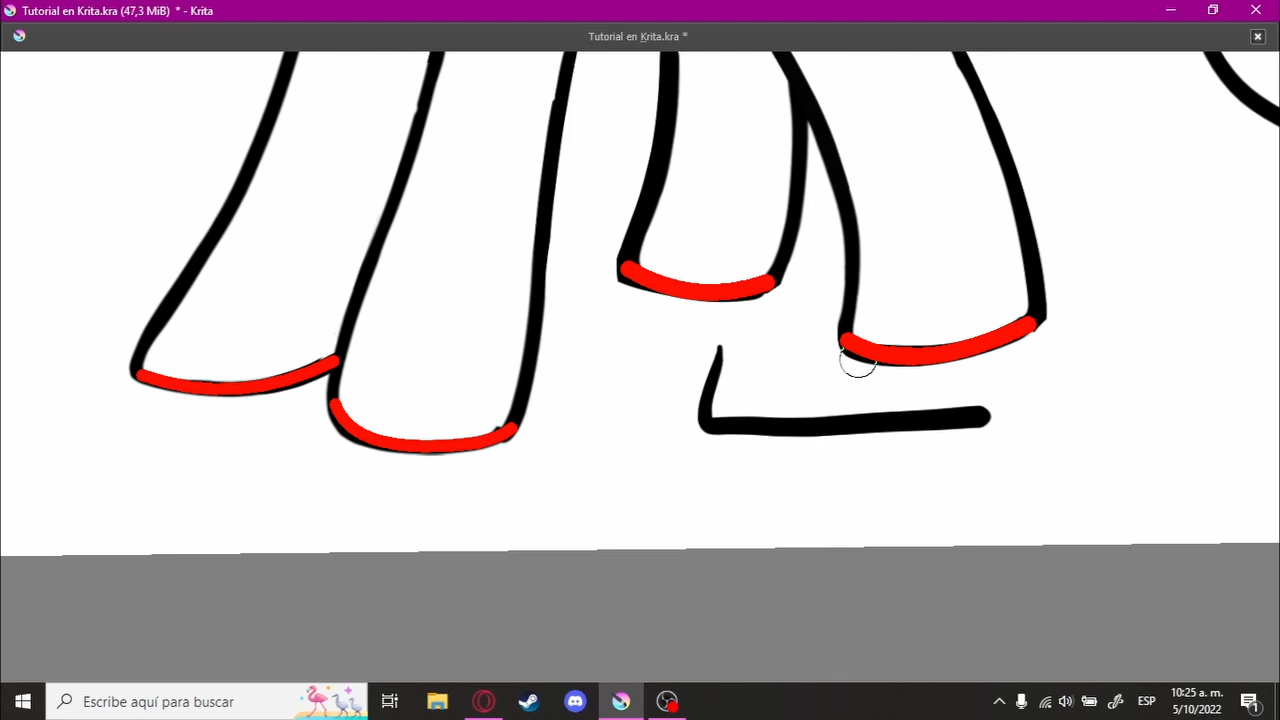 Tutorial en Krita.kra (47,3 MiB) * - Krita
Tutorial en Krita.kra *
Escribe aquí para buscar
ESP
10:25 a. m.
5/10/2022
1